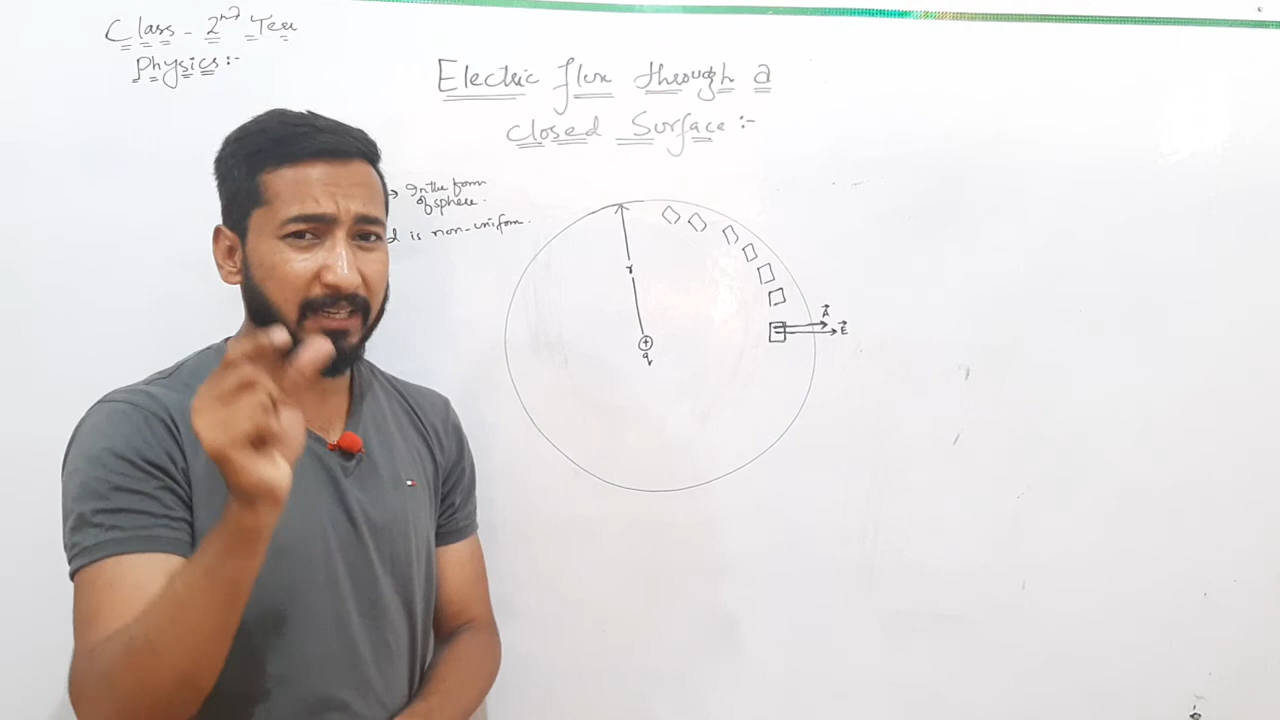 Class - 2nd Year
Physics:-
Electric flux through a
closed Surface:-
→ In the form
of sphere.
d is non-uniform.
r
+
q
A
E